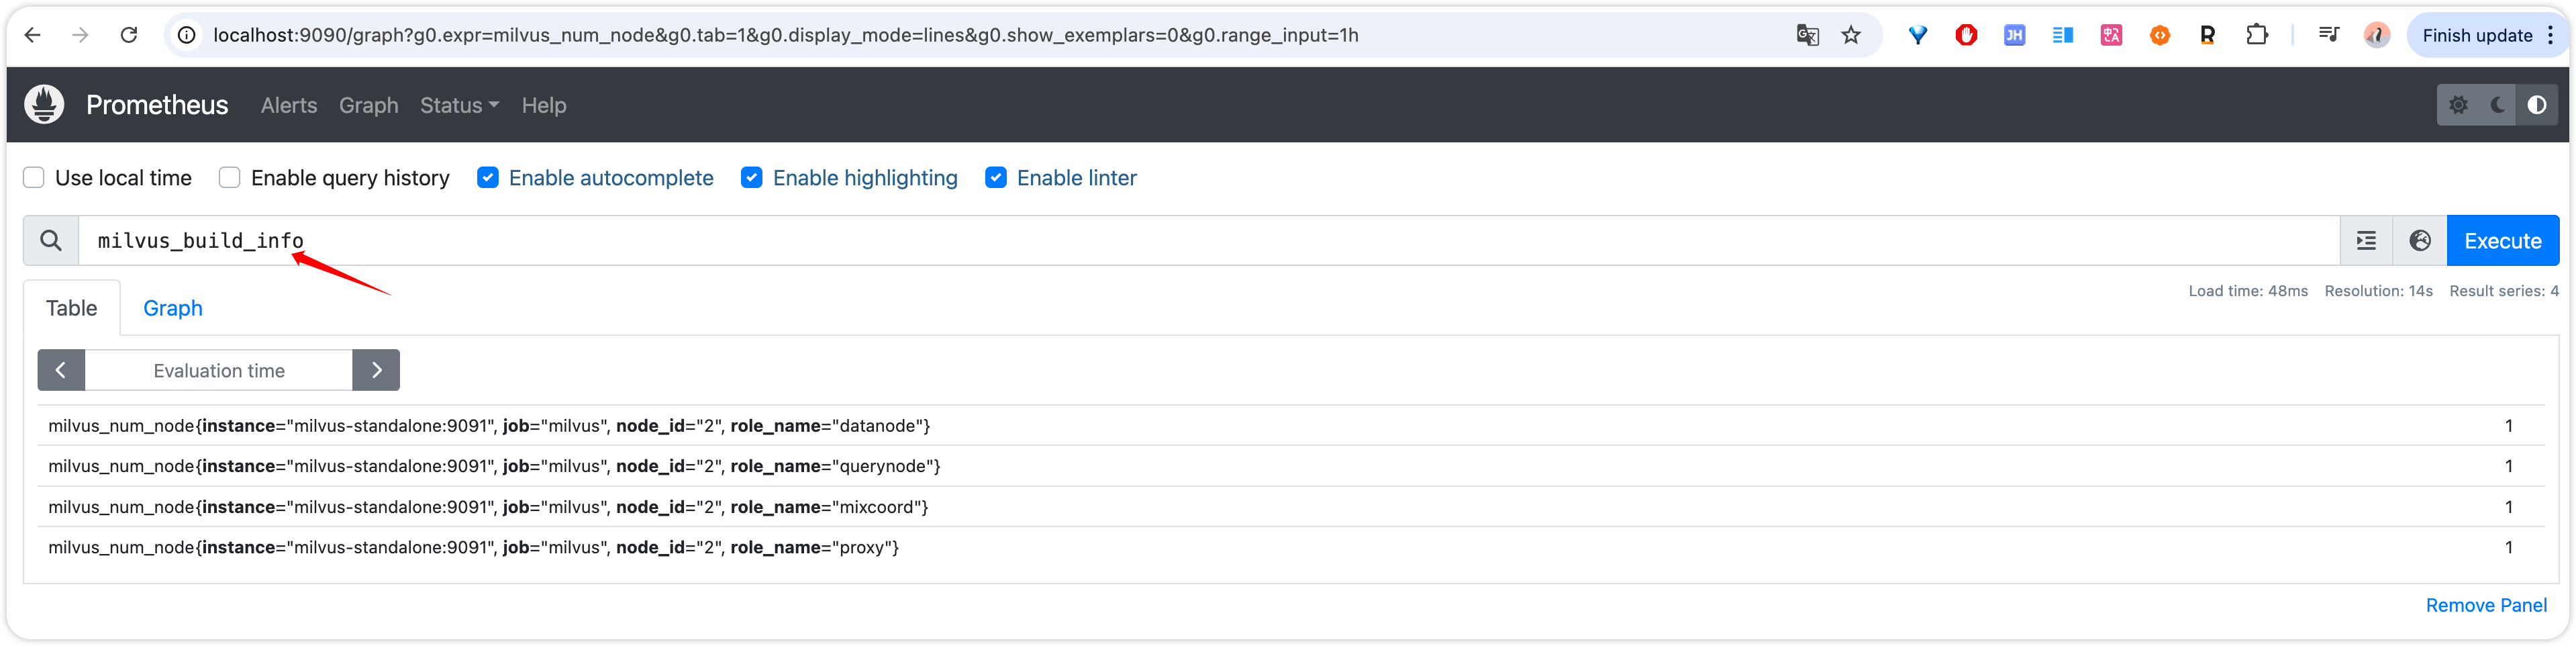 localhost:9090/graph?g0.expr=milvus_num_node&g0.tab=1&g0.display_mode=lines&g0.show_exemplars=0&g0.range_input=1h
JH
R
Finish update
Prometheus Alerts Graph Status Help
Use local time Enable query history Enable autocomplete Enable highlighting Enable linter
milvus_build_info
Execute
Table Graph
Load time: 48ms Resolution: 14s Result series: 4
Evaluation time
milvus_num_node{instance="milvus-standalone:9091", job="milvus", node_id="2", role_name="datanode"} 1
milvus_num_node{instance="milvus-standalone:9091", job="milvus", node_id="2", role_name="querynode"} 1
milvus_num_node{instance="milvus-standalone:9091", job="milvus", node_id="2", role_name="mixcoord"} 1
milvus_num_node{instance="milvus-standalone:9091", job="milvus", node_id="2", role_name="proxy"} 1
Remove Panel